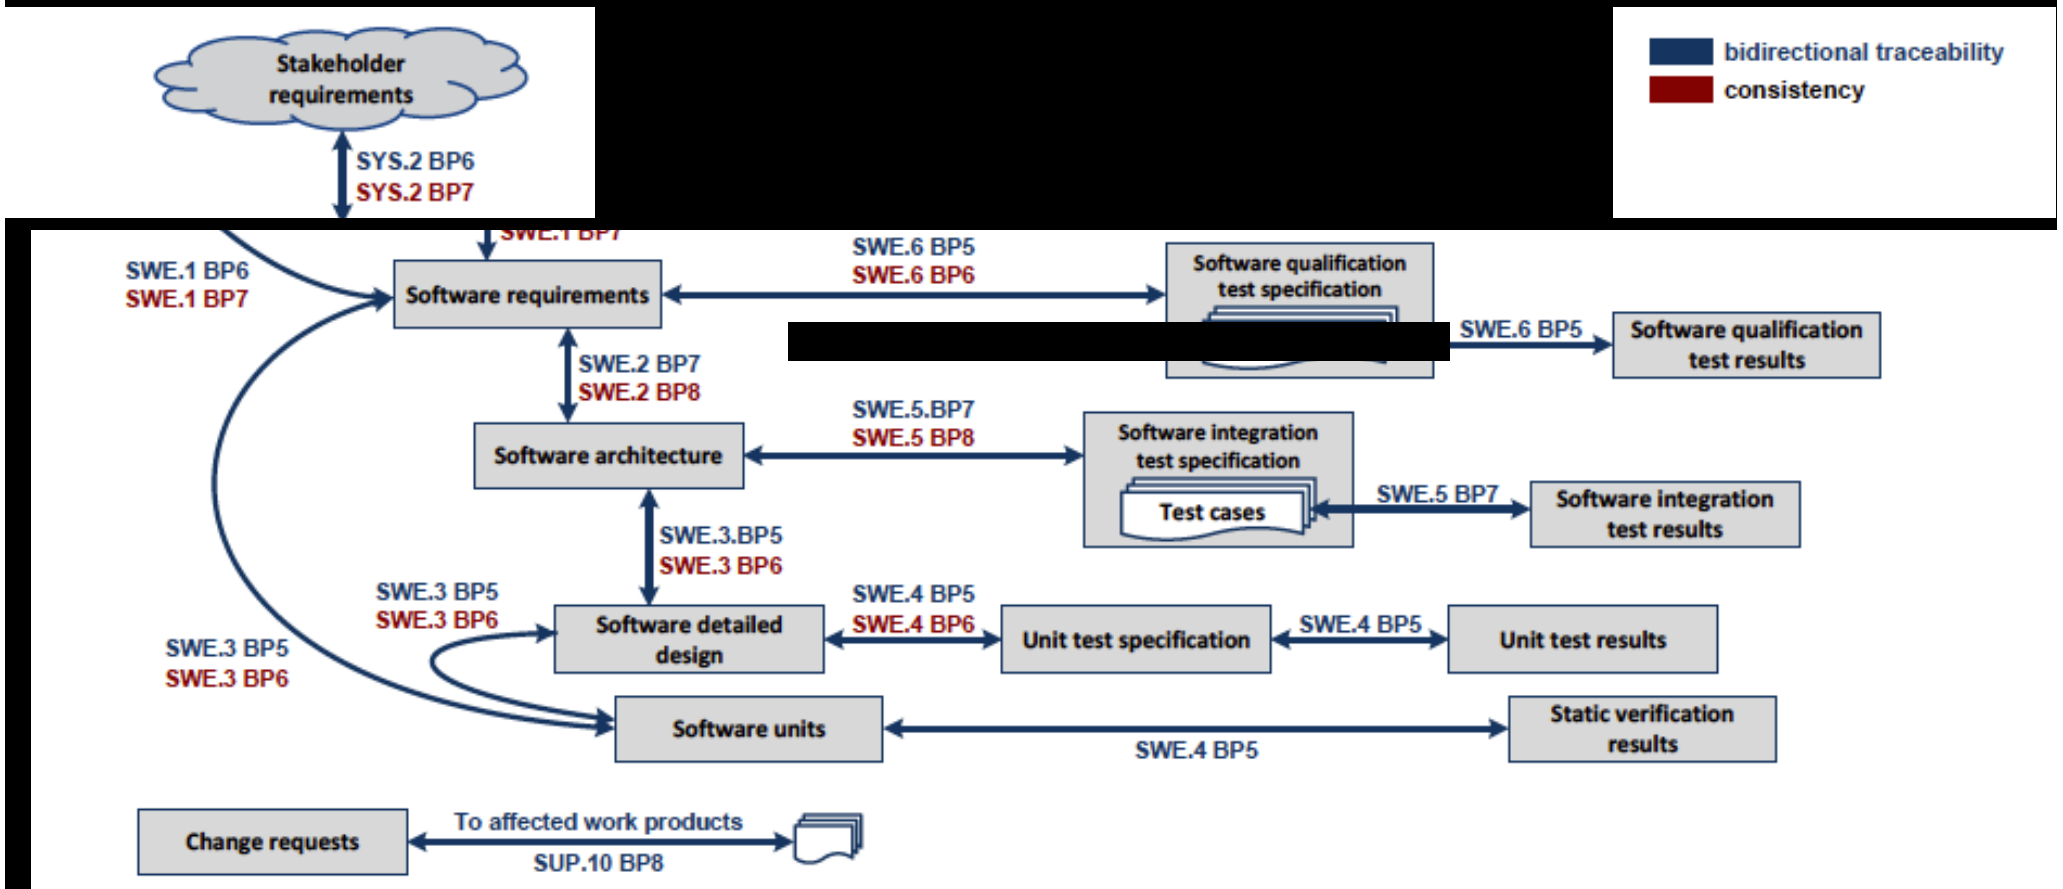 Stakeholder
requirements
bidirectional traceability
consistency
SYS.2 BP6
SYS.2 BP7
SWE.1 BP7
SWE.1 BP6
SWE.1 BP7
Software requirements
SWE.6 BP5
SWE.6 BP6
Software qualification
test specification
SWE.6 BP5
Software qualification
test results
SWE.2 BP7
SWE.2 BP8
Software architecture
SWE.5.BP7
SWE.5 BP8
Software integration
test specification
Test cases
SWE.5 BP7
Software integration
test results
SWE.3.BP5
SWE.3 BP6
SWE.3 BP5
SWE.3 BP6
Software detailed
design
SWE.4 BP5
SWE.4 BP6
Unit test specification
SWE.4 BP5
Unit test results
SWE.3 BP5
SWE.3 BP6
Software units
SWE.4 BP5
Static verification
results
Change requests
To affected work products
SUP.10 BP8